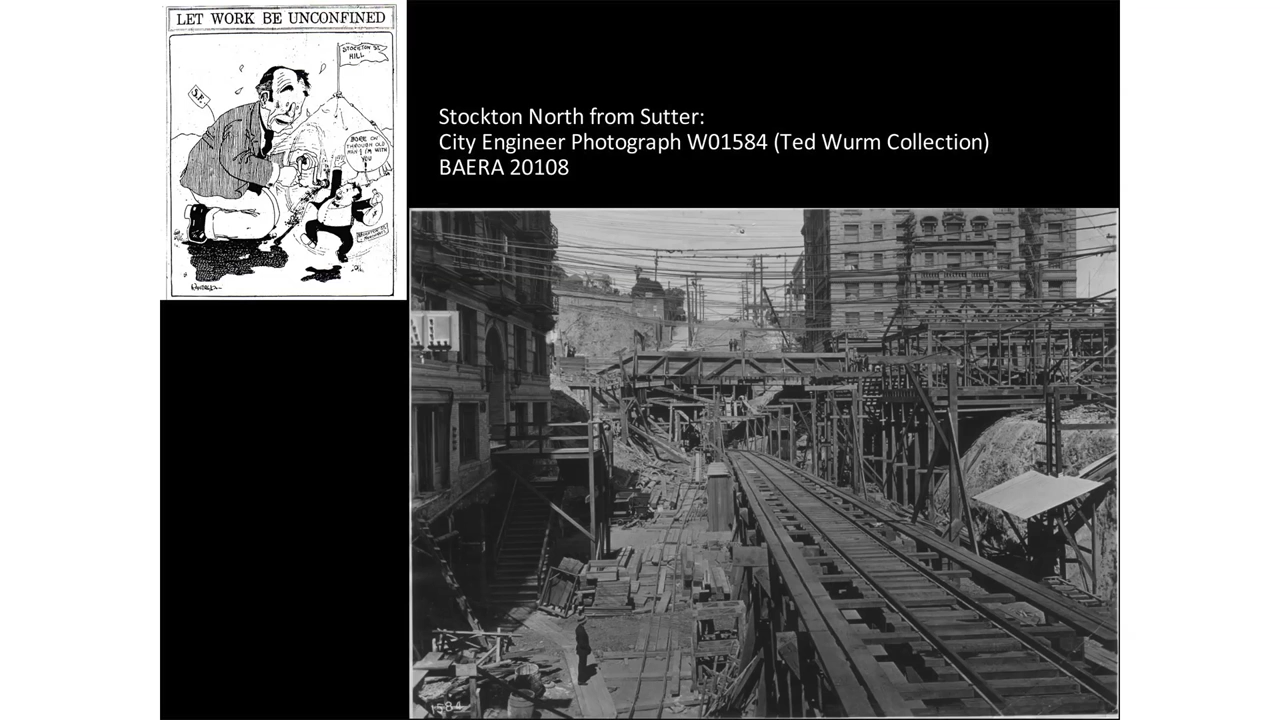 LET WORK BE UNCONFINED
STOCKTON ST.
HILL
S.F.
BORE ON
THROUGH OLD
MAN I'M WITH
YOU
Stockton North from Sutter:
City Engineer Photograph W01584 (Ted Wurm Collection)
BAERA 20108
1584